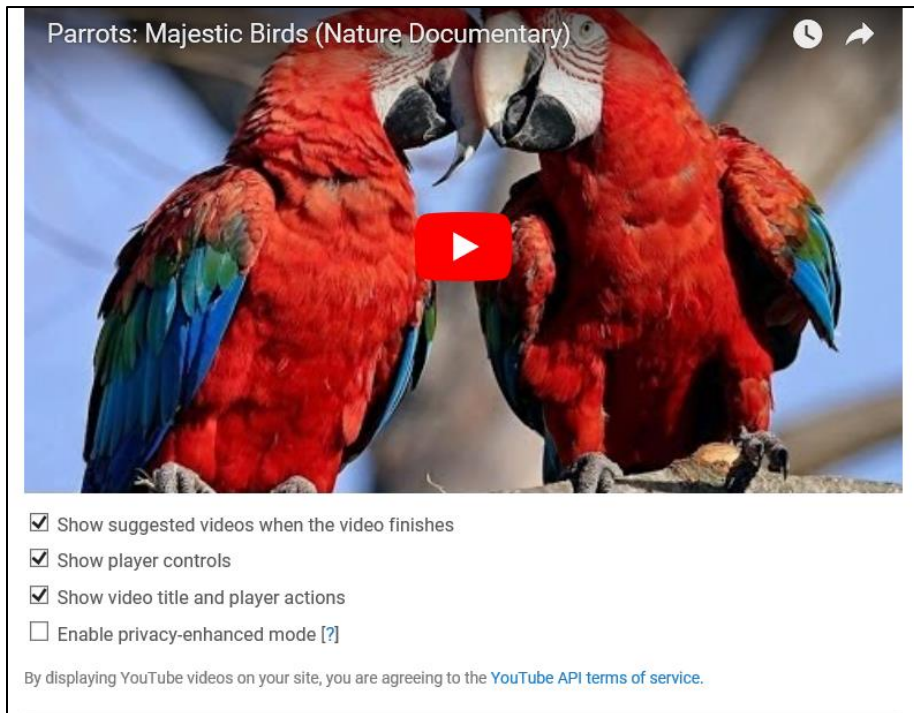 Parrots: Majestic Birds (Nature Documentary)
Show suggested videos when the video finishes
Show player controls
Show video title and player actions
Enable privacy-enhanced mode [?]
By displaying YouTube videos on your site, you are agreeing to the YouTube API terms of service.